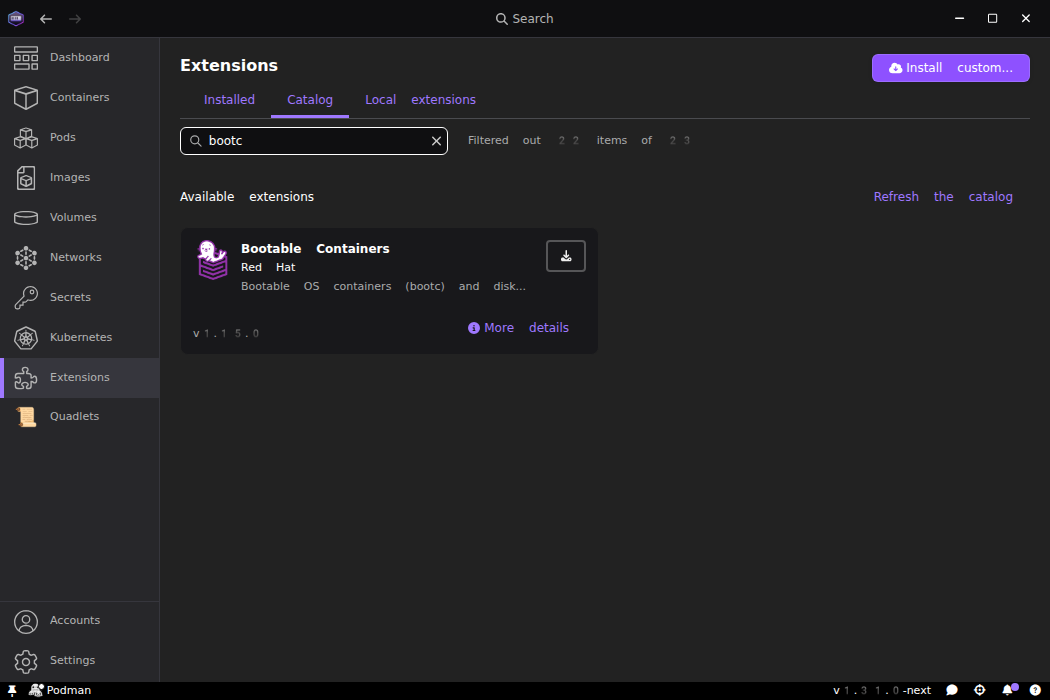 Search
Dashboard
Containers
Pods
Images
Volumes
Networks
Secrets
Kubernetes
Extensions
Quadlets
Accounts
Settings
Extensions
Install custom...
Installed
Catalog
Local extensions
bootc
Filtered out 22 items of 23
Available extensions
Refresh the catalog
Bootable Containers
Red Hat
Bootable OS containers (bootc) and disk...
v1.15.0
More details
Podman
v1.31.0-next